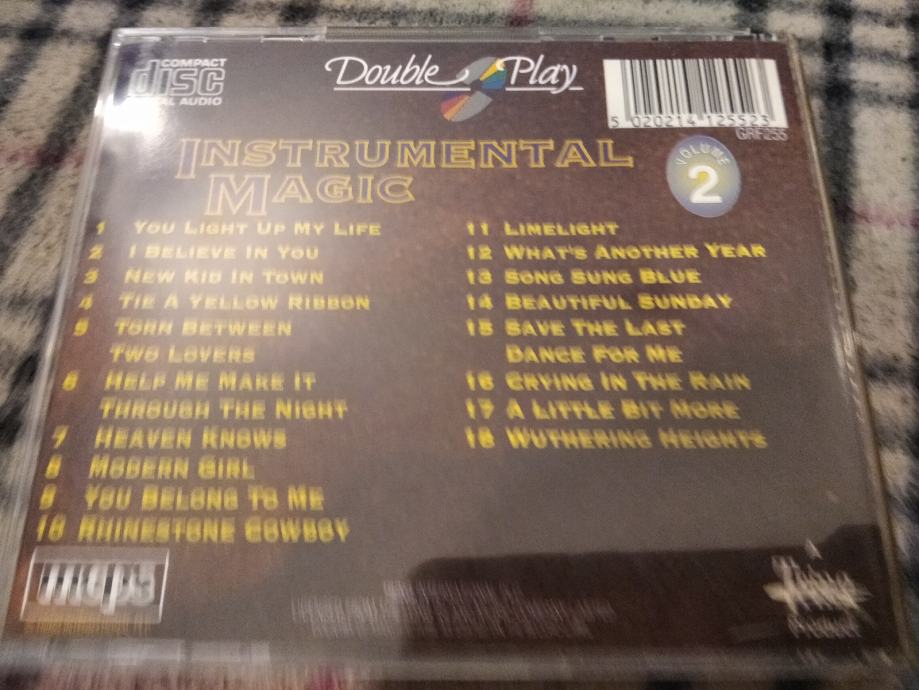 COMPACT
disc
DIGITAL AUDIO
Double Play
5 020214 125523
GRF255
INSTRUMENTAL
MAGIC
VOLUME
2
1 YOU LIGHT UP MY LIFE
2 I BELIEVE IN YOU
3 NEW KID IN TOWN
4 TIE A YELLOW RIBBON
5 TORN BETWEEN
TWO LOVERS
6 HELP ME MAKE IT
THROUGH THE NIGHT
7 HEAVEN KNOWS
8 MODERN GIRL
9 YOU BELONG TO ME
10 RHINESTONE COWBOY
11 LIMELIGHT
12 WHAT'S ANOTHER YEAR
13 SONG SUNG BLUE
14 BEAUTIFUL SUNDAY
15 SAVE THE LAST
DANCE FOR ME
16 CRYING IN THE RAIN
17 A LITTLE BIT MORE
18 WUTHERING HEIGHTS
mcps
A
Product